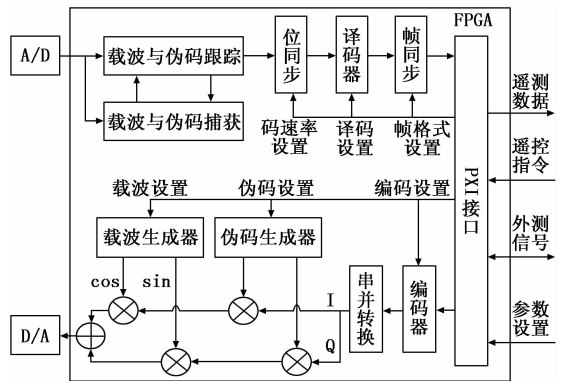 FPGA
A/D
载波与伪码跟踪
位同步
译码器
帧同步
载波与伪码捕获
码速率
设置
译码
设置
帧格式
设置
PXI接口
遥测
数据
遥控
指令
外测
信号
参数
设置
载波设置
伪码设置
编码设置
载波生成器
伪码生成器
cos
sin
I
Q
串并转换
编码器
D/A